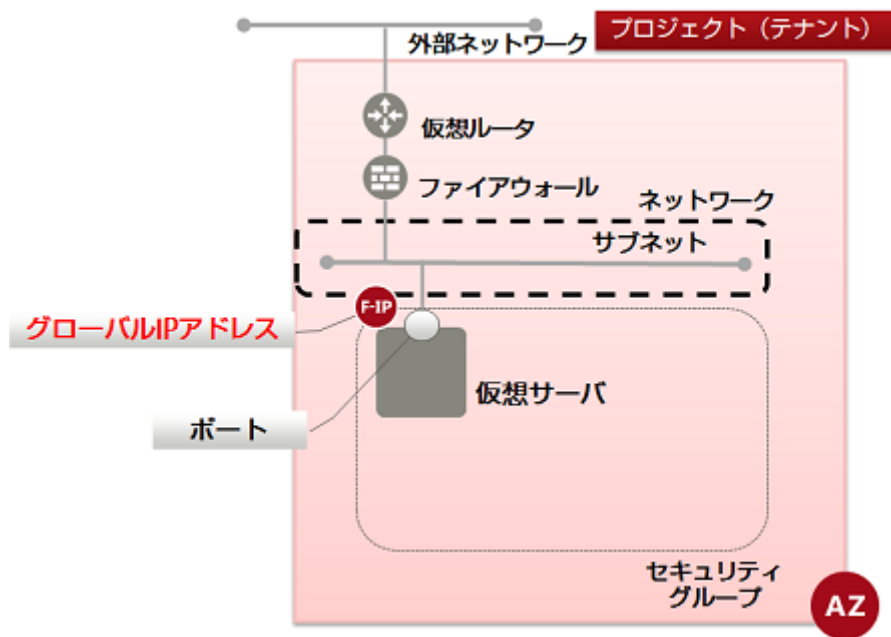 プロジェクト（テナント）
外部ネットワーク
仮想ルータ
ファイアウォール
ネットワーク
サブネット
F-IP
グローバルIPアドレス
仮想サーバ
ポート
セキュリティ
グループ
AZ